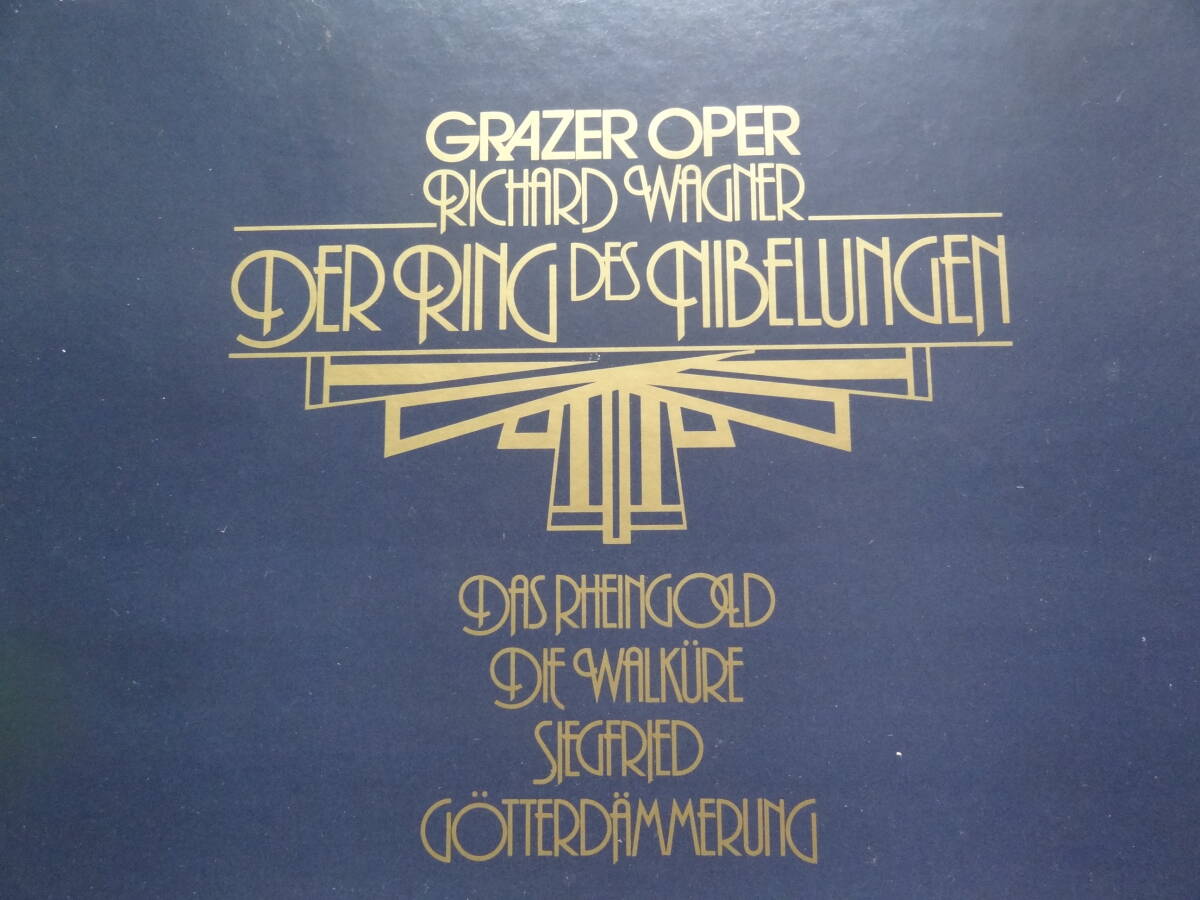 GRAZER OPER
RICHARD WAGNER
DER RING DES NIBELUNGEN
DAS RHEINGOLD
DIE WALKÜRE
SIEGFRIED
GÖTTERDÄMMERUNG